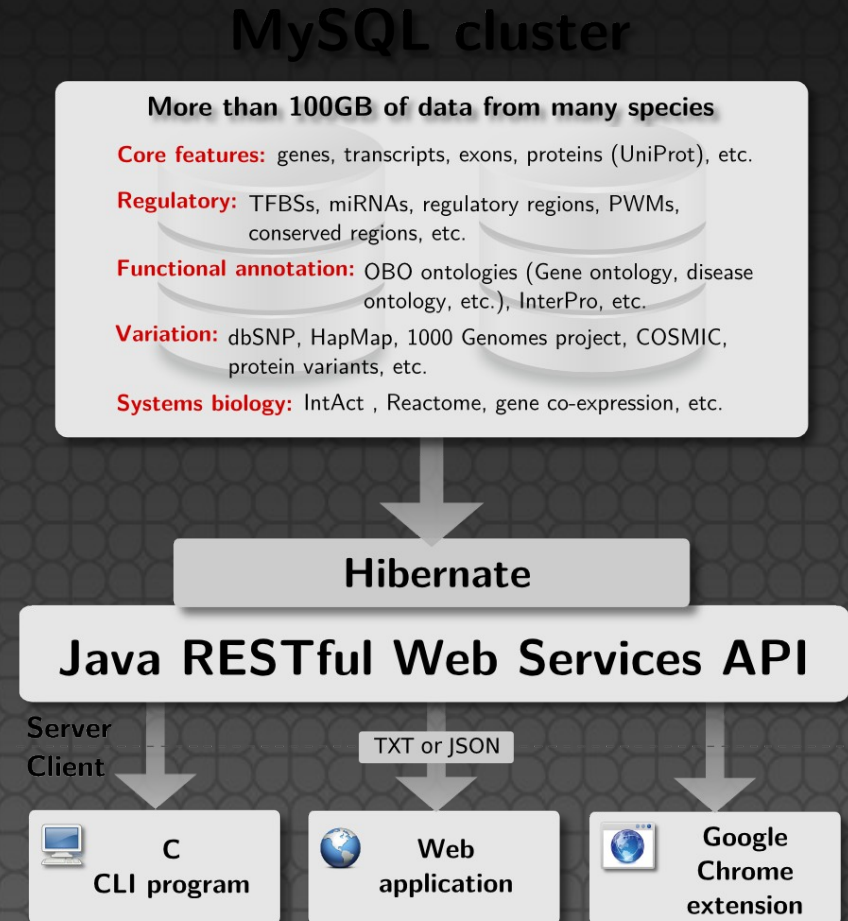 MySQL cluster
More than 100GB of data from many species
Core features: genes, transcripts, exons, proteins (UniProt), etc.
Regulatory: TFBSs, miRNAs, regulatory regions, PWMs,
conserved regions, etc.
Functional annotation: OBO ontologies (Gene ontology, disease
ontology, etc.), InterPro, etc.
Variation: dbSNP, HapMap, 1000 Genomes project, COSMIC,
protein variants, etc.
Systems biology: IntAct , Reactome, gene co-expression, etc.
Hibernate
Java RESTful Web Services API
Server
Client
TXT or JSON
C
CLI program
Web
application
Google
Chrome
extension